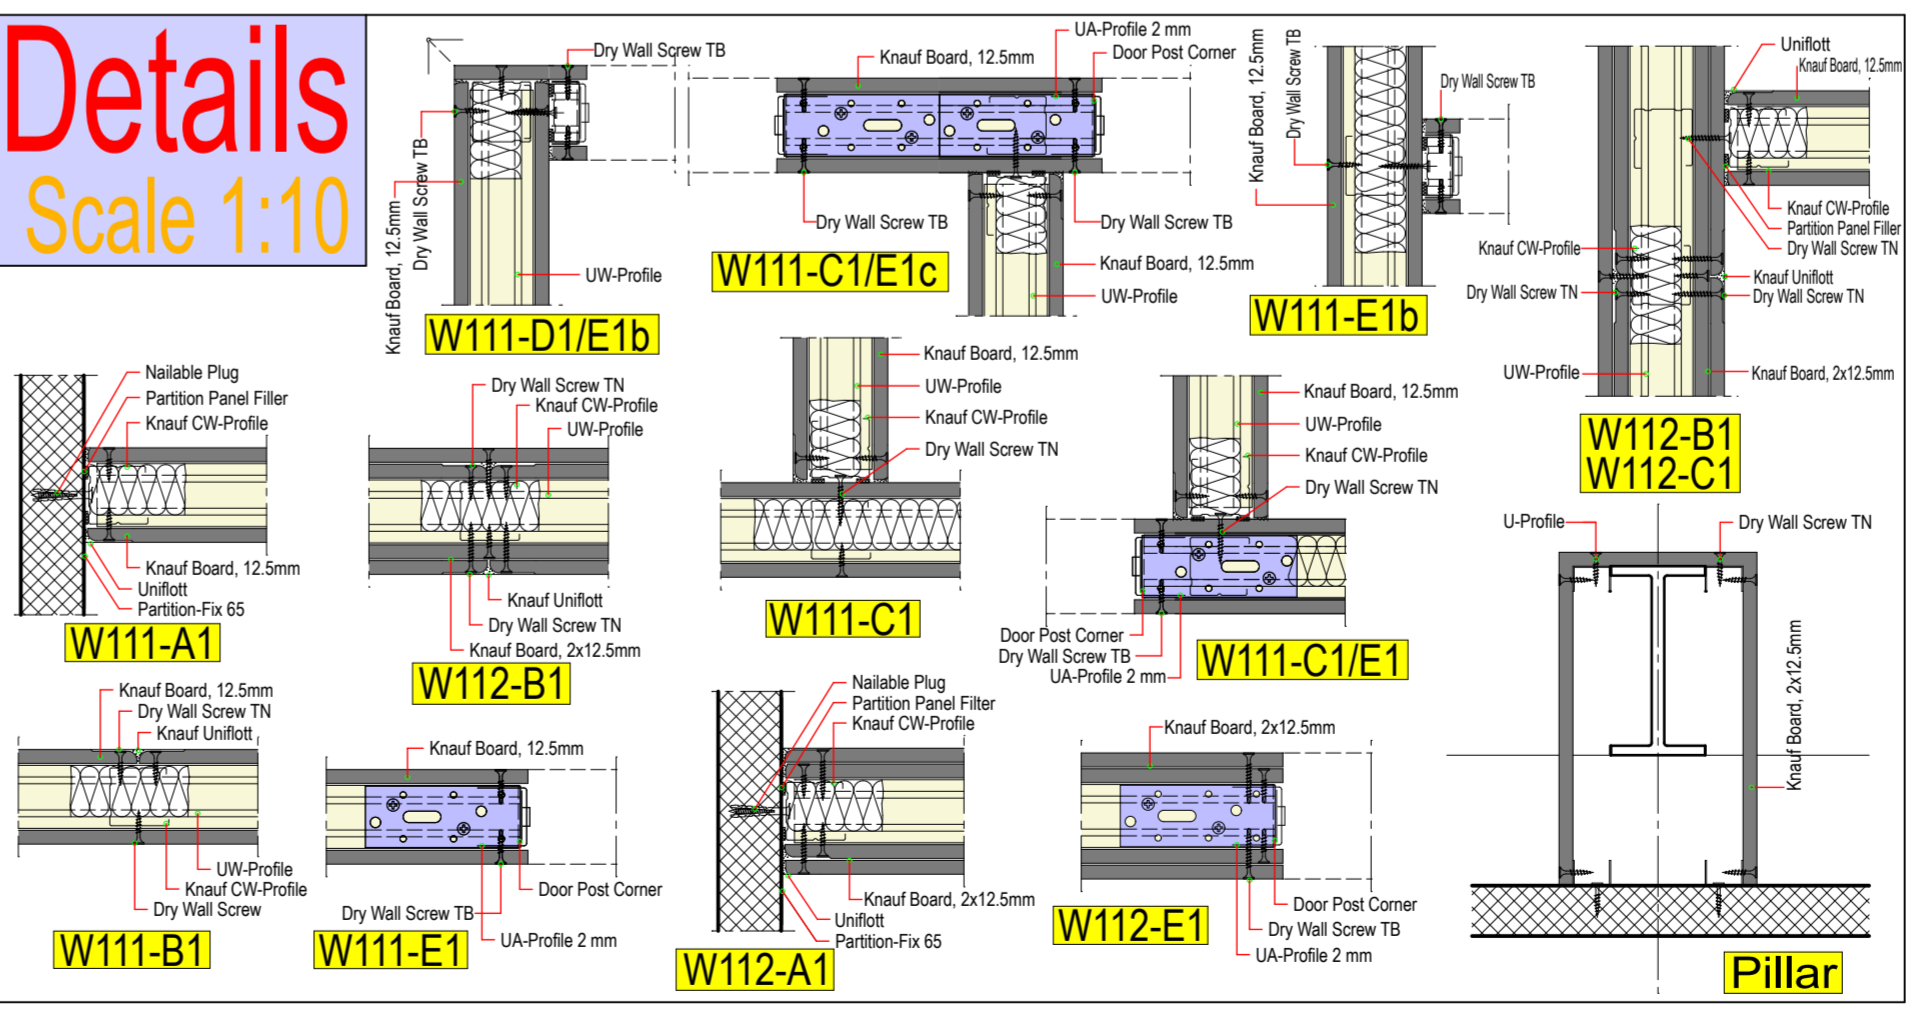 Details
Scale 1:10
Dry Wall Screw TB
Dry Wall Screw TB
Knauf Board, 12.5mm
UW-Profile
W111-D1/E1b
UA-Profile 2 mm
Knauf Board, 12.5mm
Door Post Corner
Dry Wall Screw TB
Dry Wall Screw TB
Knauf Board, 12.5mm
UW-Profile
W111-C1/E1c
Knauf Board, 12.5mm
Dry Wall Screw TB
Dry Wall Screw TB
W111-E1b
Uniflott
Knauf Board, 12.5mm
Knauf CW-Profile
Partition Panel Filler
Dry Wall Screw TN
Knauf CW-Profile
Knauf Uniflott
Dry Wall Screw TN
Dry Wall Screw TN
UW-Profile
Knauf Board, 2x12.5mm
W112-B1
W112-C1
Nailable Plug
Partition Panel Filler
Knauf CW-Profile
Knauf Board, 12.5mm
Uniflott
Partition-Fix 65
W111-A1
Dry Wall Screw TN
Knauf CW-Profile
UW-Profile
Knauf Uniflott
Dry Wall Screw TN
Knauf Board, 2x12.5mm
W112-B1
Knauf Board, 12.5mm
UW-Profile
Knauf CW-Profile
Dry Wall Screw TN
W111-C1
Knauf Board, 12.5mm
UW-Profile
Knauf CW-Profile
Dry Wall Screw TN
Door Post Corner
Dry Wall Screw TB
UA-Profile 2 mm
W111-C1/E1
U-Profile
Dry Wall Screw TN
Knauf Board, 2x12.5mm
Pillar
Knauf Board, 12.5mm
Dry Wall Screw TN
Knauf Uniflott
UW-Profile
Knauf CW-Profile
Dry Wall Screw
W111-B1
Knauf Board, 12.5mm
Door Post Corner
Dry Wall Screw TB
UA-Profile 2 mm
W111-E1
Nailable Plug
Partition Panel Filter
Knauf CW-Profile
Knauf Board, 2x12.5mm
Uniflott
Partition-Fix 65
W112-A1
Knauf Board, 2x12.5mm
Door Post Corner
Dry Wall Screw TB
UA-Profile 2 mm
W112-E1